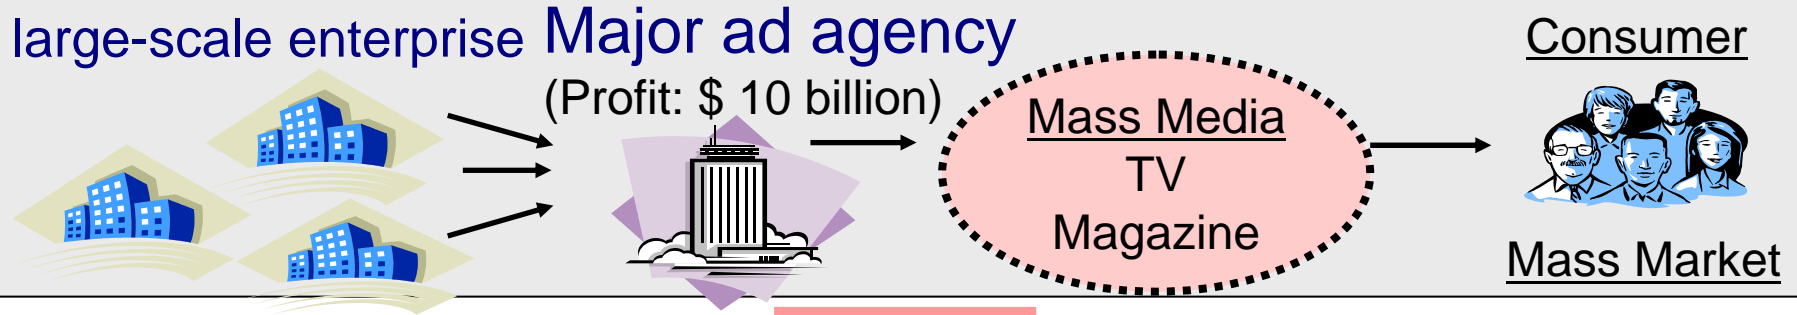 large-scale enterprise
Major ad agency
(Profit: $ 10 billion)
Mass Media
TV
Magazine
Consumer
Mass Market